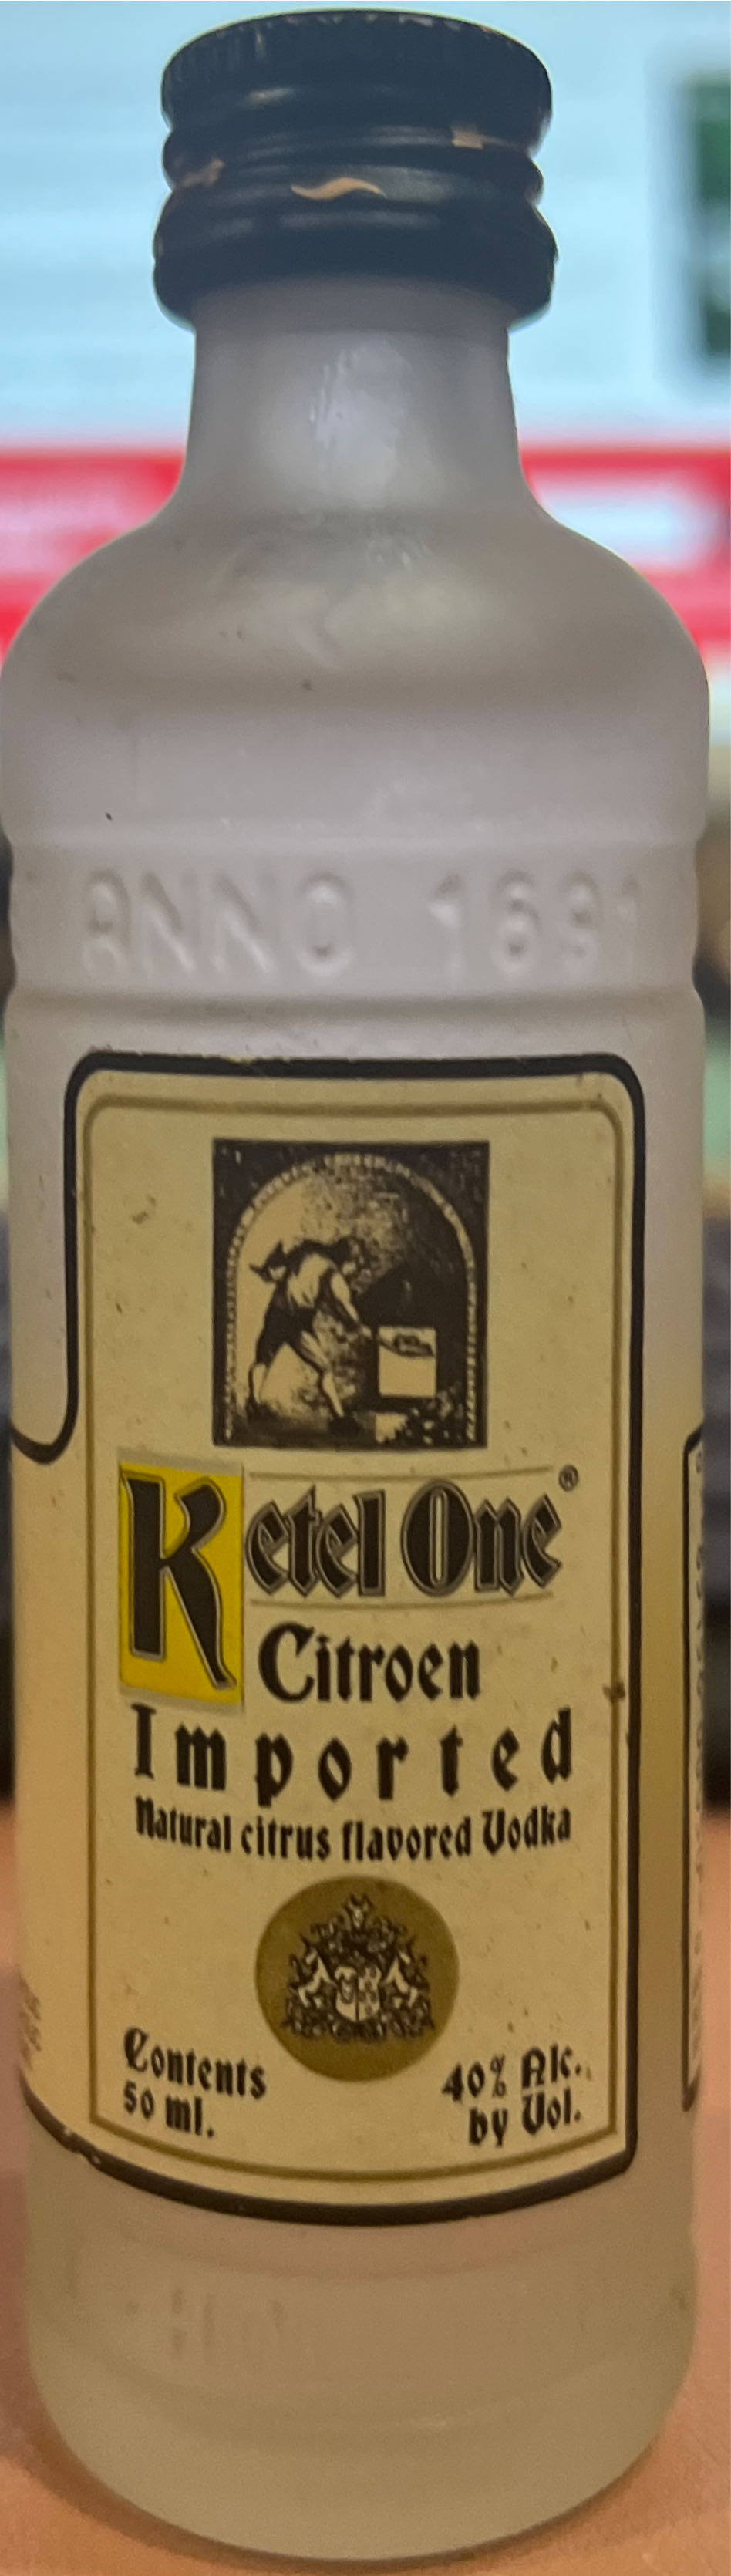 ANNO 1691
Ketel One®
Citroen
Imported
Natural citrus flavored Vodka
Contents
50 ml.
40% Alc.
by Vol.